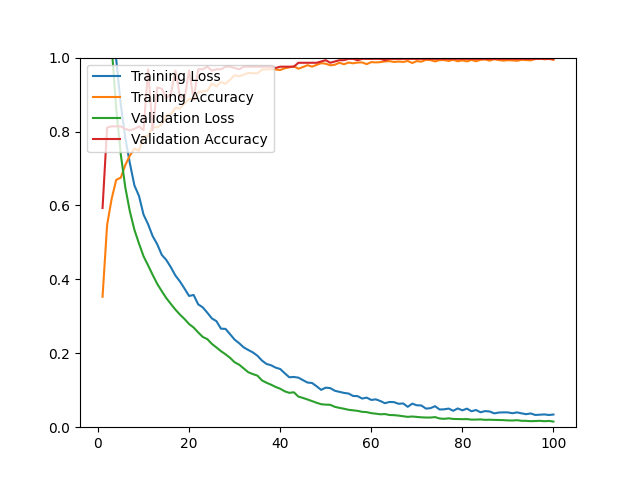 1.0
0.8
0.6
0.4
0.2
0.0
Training Loss
Training Accuracy
Validation Loss
Validation Accuracy
0 20 40 60 80 100